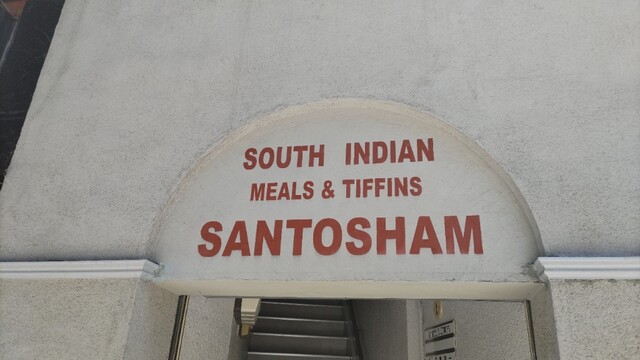 SOUTH INDIAN
MEALS & TIFFINS
SANTOSHAM